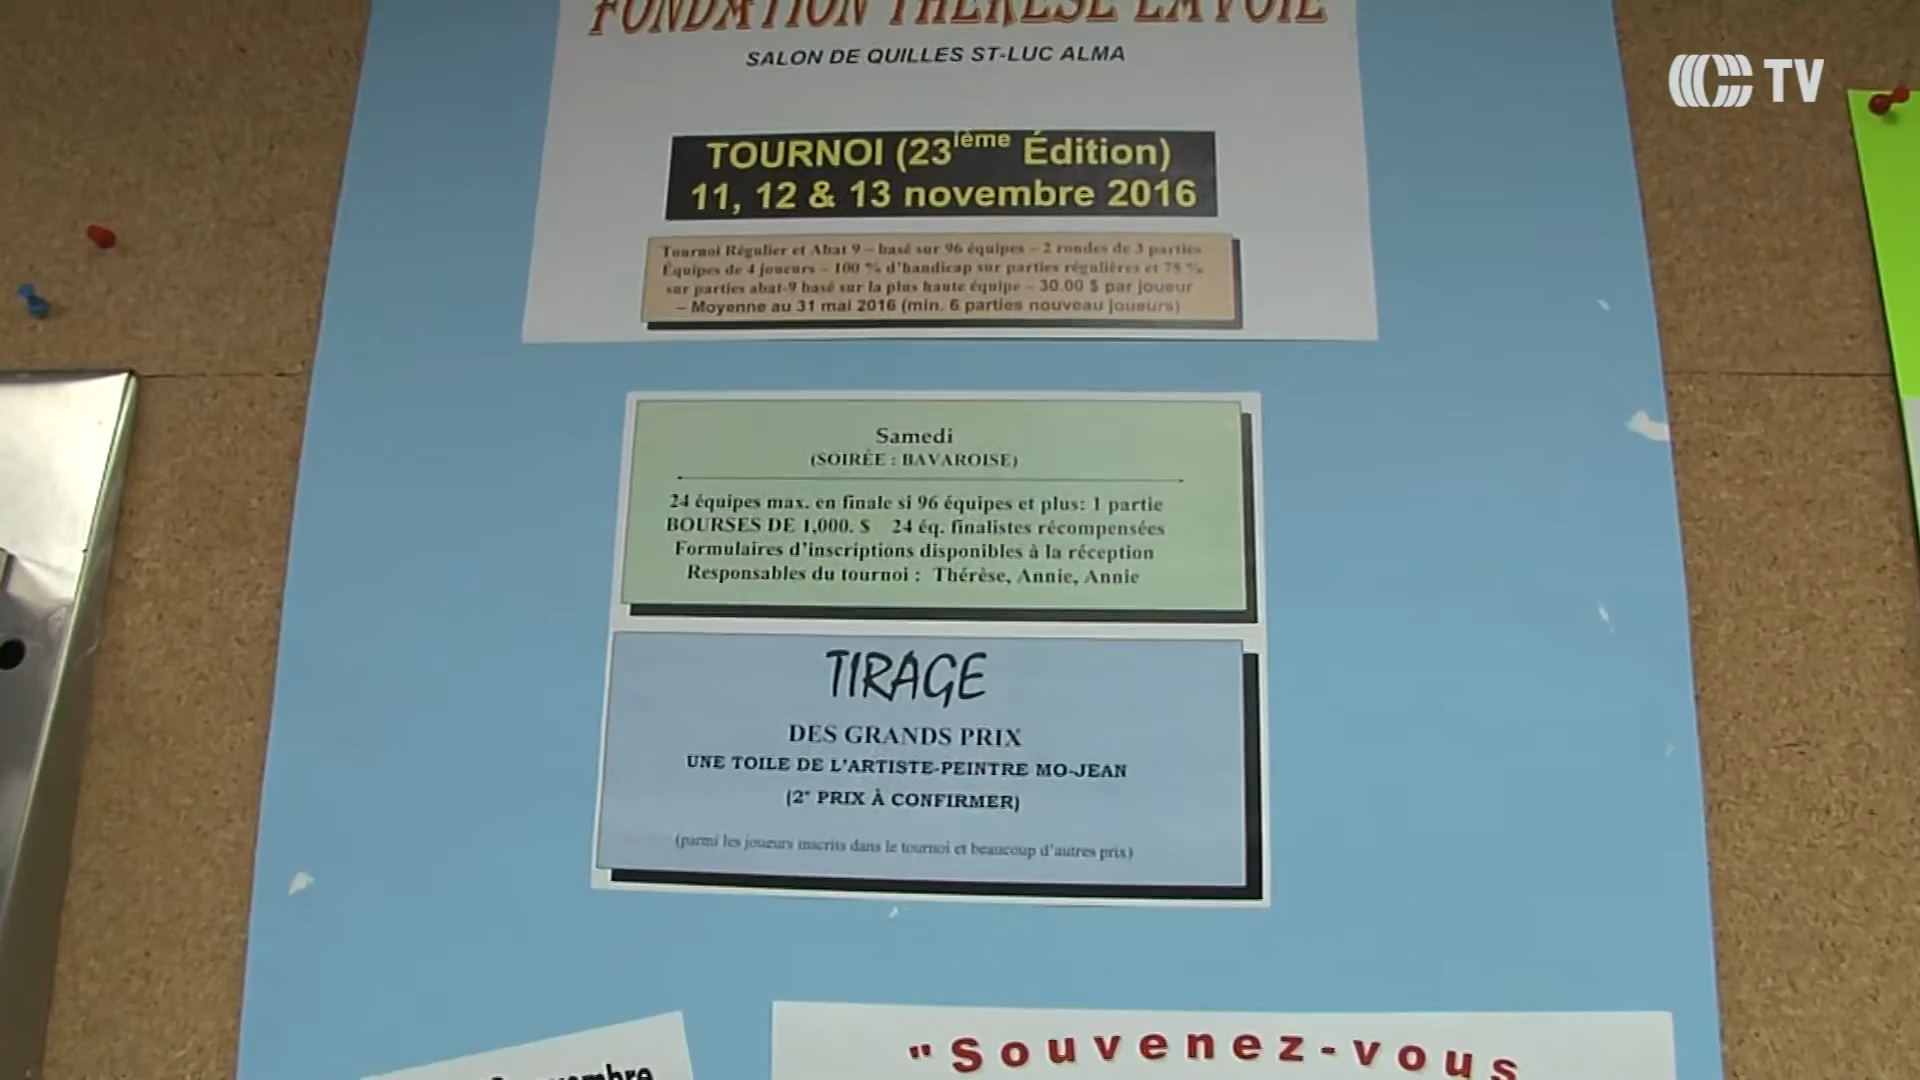 FONDATION THÉRÈSE LAVOIE
SALON DE QUILLES ST-LUC ALMA
TV
TOURNOI (23ième Édition)
11, 12 & 13 novembre 2016
Tournoi Régulier et Abat 9 – basé sur 96 équipes – 2 rondes de 3 parties
Équipes de 4 joueurs – 100 % d'handicap sur parties régulières et 75 %
sur parties abat-9 basé sur la plus haute équipe – 30.00 $ par joueur
– Moyenne au 31 mai 2016 (min. 6 parties nouveau joueurs)
Samedi
(SOIRÉE : BAVAROISE)
24 équipes max. en finale si 96 équipes et plus: 1 partie
BOURSES DE 1,000. $ 24 éq. finalistes récompensées
Formulaires d'inscriptions disponibles à la réception
Responsables du tournoi : Thérèse, Annie, Annie
TIRAGE
DES GRANDS PRIX
UNE TOILE DE L'ARTISTE-PEINTRE MO-JEAN
(2e PRIX À CONFIRMER)
(parmi les joueurs inscrits dans le tournoi et beaucoup d'autres prix)
"Souvenez-vous